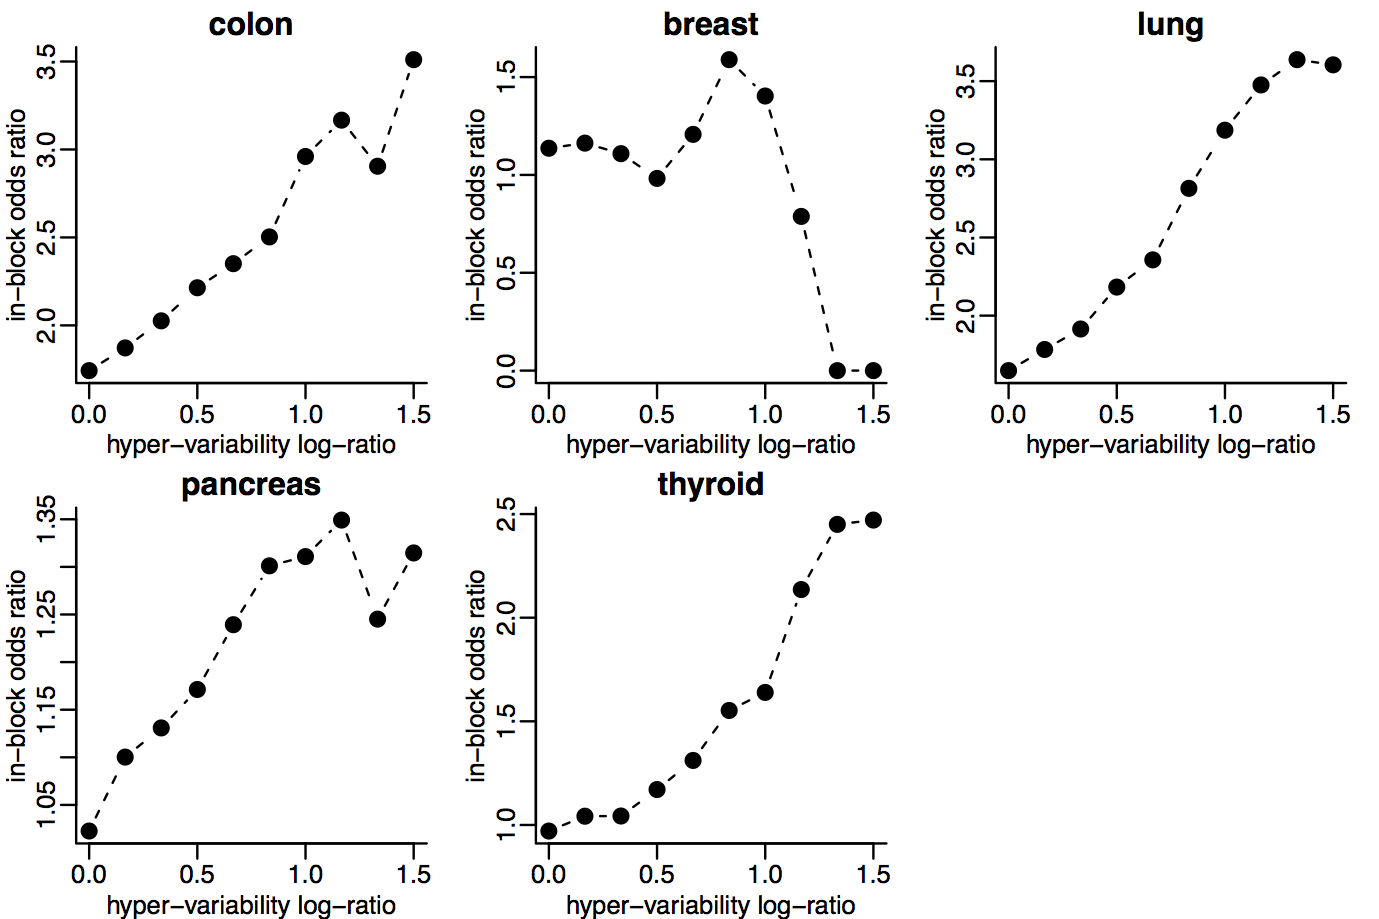 colon
in−block odds ratio
3.5
3.0
2.5
2.0
0.0 0.5 1.0 1.5
hyper−variability log−ratio
breast
in−block odds ratio
1.5
1.0
0.5
0.0
0.0 0.5 1.0 1.5
hyper−variability log−ratio
lung
in−block odds ratio
3.5
3.0
2.5
2.0
0.0 0.5 1.0 1.5
hyper−variability log−ratio
pancreas
in−block odds ratio
1.35
1.25
1.15
1.05
0.0 0.5 1.0 1.5
hyper−variability log−ratio
thyroid
in−block odds ratio
2.5
2.0
1.5
1.0
0.0 0.5 1.0 1.5
hyper−variability log−ratio